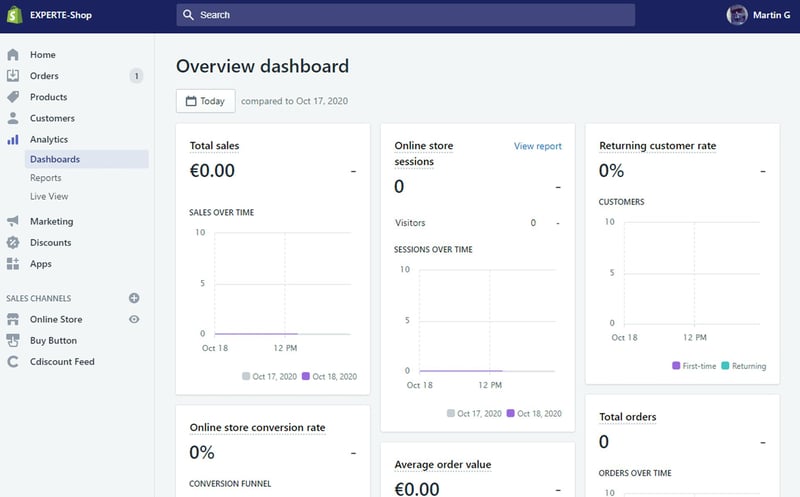 EXPERTE-Shop
Search
Martin G
Home
Orders
1
Products
Customers
Analytics
Dashboards
Reports
Live View
Marketing
Discounts
Apps
SALES CHANNELS
Online Store
Buy Button
Cdiscount Feed
Overview dashboard
Today compared to Oct 17, 2020
Total sales
€0.00 -
SALES OVER TIME
10
5
0
Oct 18 12 PM
Oct 17, 2020 Oct 18, 2020
Online store
sessions
View report
0 -
Visitors 0 -
SESSIONS OVER TIME
10
5
0
Oct 18 12 PM
Oct 17, 2020 Oct 18, 2020
Returning customer rate
0% -
CUSTOMERS
10
5
0
Oct 18 12 PM
First-time Returning
Online store conversion rate
0% -
CONVERSION FUNNEL
Average order value
€0.00 -
Total orders
0 -
ORDERS OVER TIME
10